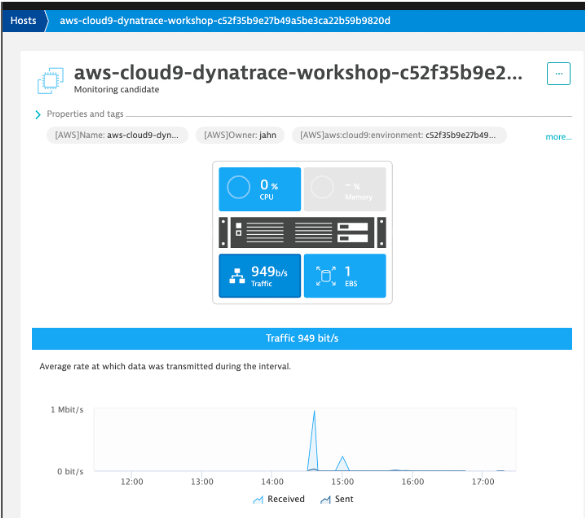 Hosts aws-cloud9-dynatrace-workshop-c52f35b9e27b49a5be3ca22b59b9820d
aws-cloud9-dynatrace-workshop-c52f35b9e2...
Monitoring candidate
...
Properties and tags
[AWS]Name: aws-cloud9-dyn... [AWS]Owner: jahn [AWS]aws:cloud9:environment: c52f35b9e27b49... more...
0 % - %
CPU Memory
949b/s 1
Traffic EBS
Traffic 949 bit/s
Average rate at which data was transmitted during the interval.
1 Mbit/s
0 bit/s
12:00 13:00 14:00 15:00 16:00 17:00
Received Sent